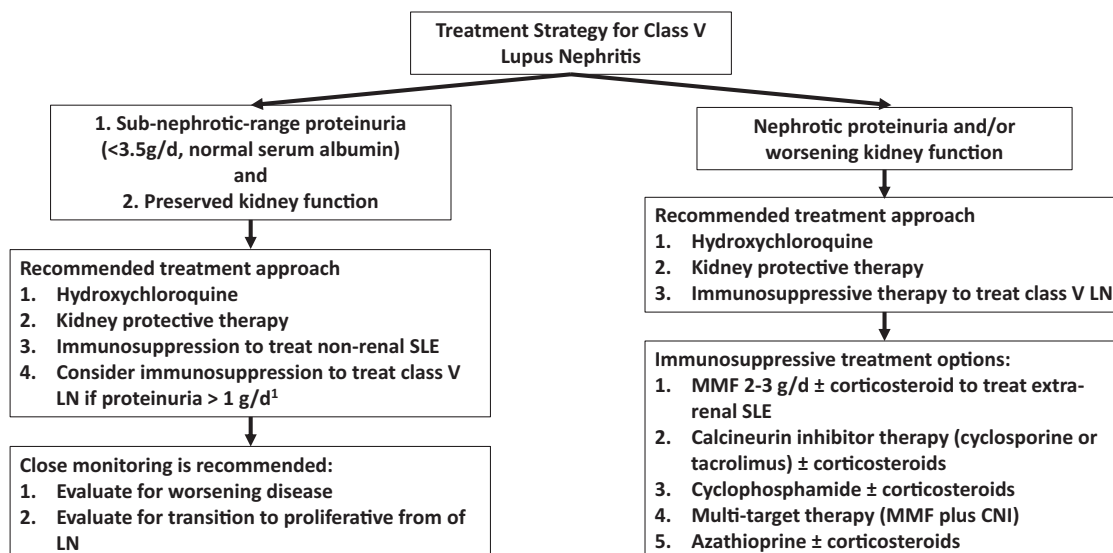 Treatment Strategy for Class V
Lupus Nephritis
1. Sub-nephrotic-range proteinuria
(<3.5g/d, normal serum albumin)
and
2. Preserved kidney function
Recommended treatment approach
1. Hydroxychloroquine
2. Kidney protective therapy
3. Immunosuppression to treat non-renal SLE
4. Consider immunosuppression to treat class V
LN if proteinuria > 1 g/d¹
Close monitoring is recommended:
1. Evaluate for worsening disease
2. Evaluate for transition to proliferative from of
LN
Nephrotic proteinuria and/or
worsening kidney function
Recommended treatment approach
1. Hydroxychloroquine
2. Kidney protective therapy
3. Immunosuppressive therapy to treat class V LN
Immunosuppressive treatment options:
1. MMF 2-3 g/d ± corticosteroid to treat extra-
renal SLE
2. Calcineurin inhibitor therapy (cyclosporine or
tacrolimus) ± corticosteroids
3. Cyclophosphamide ± corticosteroids
4. Multi-target therapy (MMF plus CNI)
5. Azathioprine ± corticosteroids